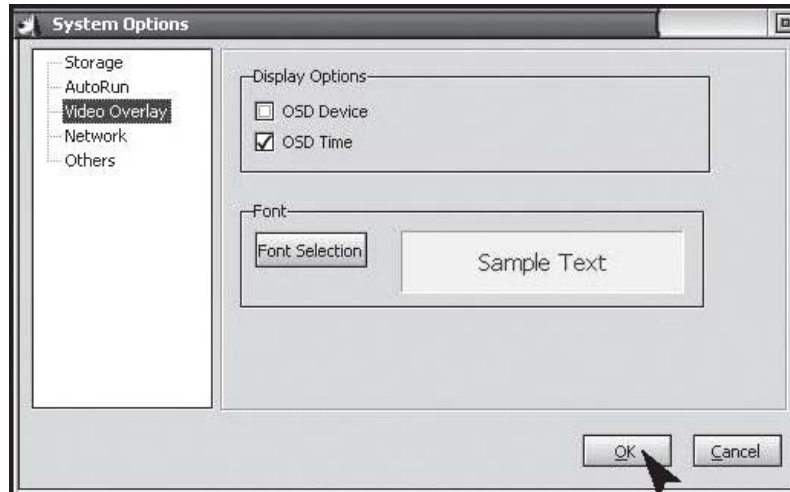 System Options
Storage
AutoRun
Video Overlay
Network
Others
Display Options
OSD Device
OSD Time
Font
Font Selection
Sample Text
OK
Cancel